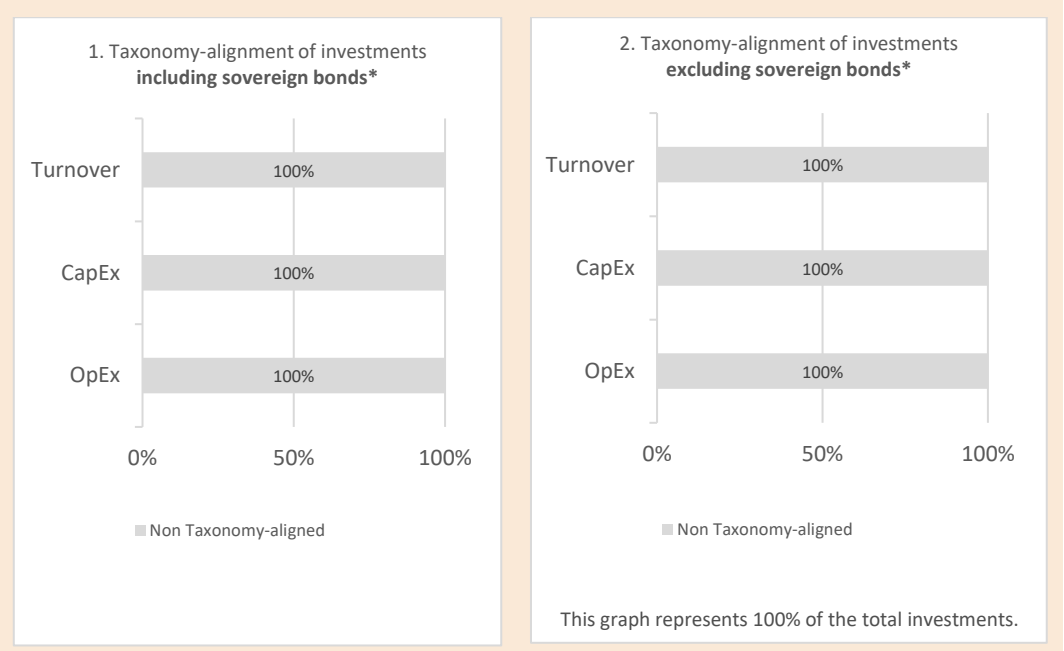 1. Taxonomy-alignment of investments
including sovereign bonds*
Turnover
100%
CapEx
100%
OpEx
100%
0% 50% 100%
Non Taxonomy-aligned
2. Taxonomy-alignment of investments
excluding sovereign bonds*
Turnover
100%
CapEx
100%
OpEx
100%
0% 50% 100%
Non Taxonomy-aligned
This graph represents 100% of the total investments.